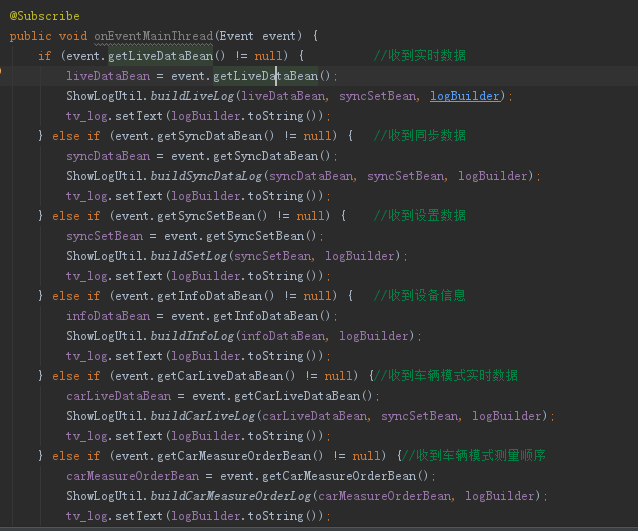 @Subscribe
public void onEventMainThread(Event event) {
if (event.getLiveDataBean() != null) { //收到实时数据
liveDataBean = event.getLiveDataBean();
ShowLogUtil.buildLiveLog(liveDataBean, syncSetBean, logBuilder);
tv_log.setText(logBuilder.toString());
} else if (event.getSyncDataBean() != null) { //收到同步数据
syncDataBean = event.getSyncDataBean();
ShowLogUtil.buildSyncDataLog(syncDataBean, syncSetBean, logBuilder);
tv_log.setText(logBuilder.toString());
} else if (event.getSyncSetBean() != null) { //收到设置数据
syncSetBean = event.getSyncSetBean();
ShowLogUtil.buildSetLog(syncSetBean, logBuilder);
tv_log.setText(logBuilder.toString());
} else if (event.getInfoDataBean() != null) { //收到设备信息
infoDataBean = event.getInfoDataBean();
ShowLogUtil.buildInfoLog(infoDataBean, logBuilder);
tv_log.setText(logBuilder.toString());
} else if (event.getCarLiveDataBean() != null) {//收到车辆模式实时数据
carLiveDataBean = event.getCarLiveDataBean();
ShowLogUtil.buildCarLiveLog(carLiveDataBean, syncSetBean, logBuilder);
tv_log.setText(logBuilder.toString());
} else if (event.getCarMeasureOrderBean() != null) {//收到车辆模式测量顺序
carMeasureOrderBean = event.getCarMeasureOrderBean();
ShowLogUtil.buildCarMeasureOrderLog(carMeasureOrderBean, logBuilder);
tv_log.setText(logBuilder.toString());